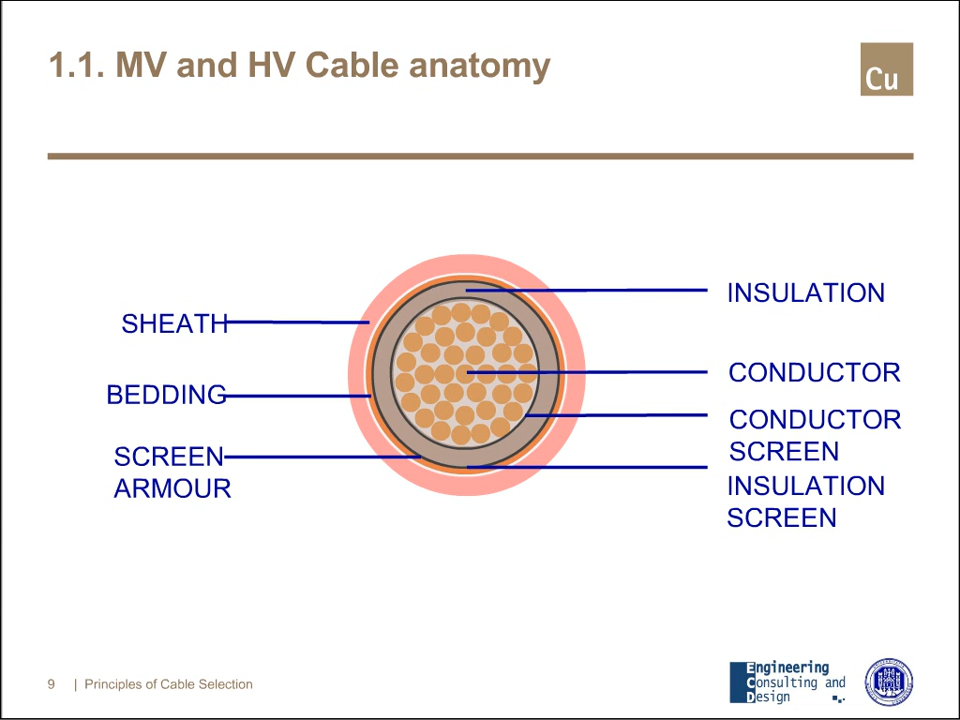 1.1. MV and HV Cable anatomy
Cu
SHEATH
BEDDING
SCREEN
ARMOUR
INSULATION
CONDUCTOR
CONDUCTOR
SCREEN
INSULATION
SCREEN
9 | Principles of Cable Selection
Engineering
Consulting and
Design